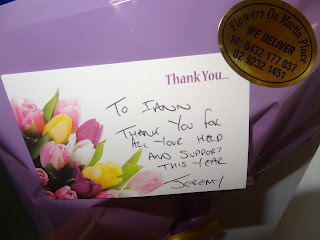 Flowers On Martin Place
WE DELIVER
M: 0432 177 037
02 9232 1451
Thank You...
TO IANN
THANK YOU FOR
ALL YOUR HELP
AND SUPPORT
THIS YEAR
JEREMY